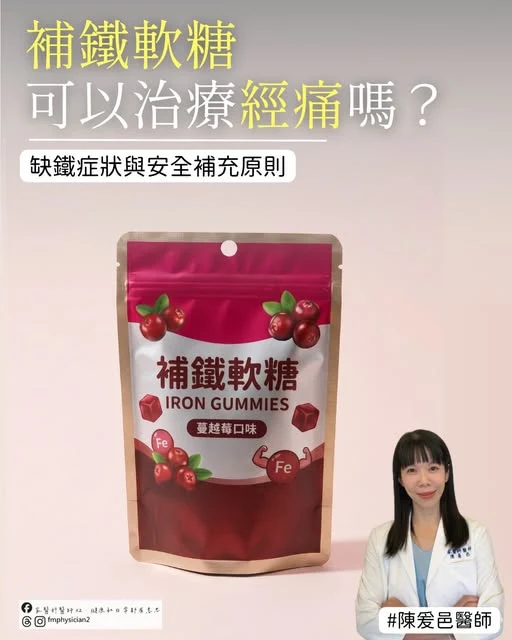 補鐵軟糖
可以治療經痛嗎？
缺鐵症狀與安全補充原則
補鐵軟糖
IRON GUMMIES
蔓越莓口味
Fe
Fe
fmphysician2
#陳爰邑醫師